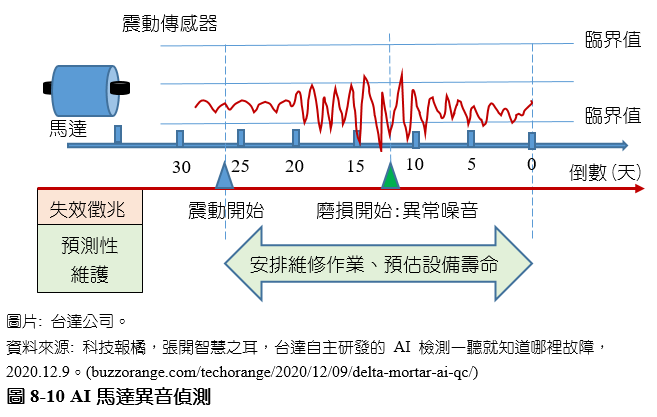 震動傳感器
臨界值
臨界值
馬達
30 25 20 15 10 5 0 倒數(天)
失效徵兆 震動開始 磨損開始:異常噪音
預測性
維護
安排維修作業、預估設備壽命
圖片: 台達公司。
資料來源: 科技報橘，張開智慧之耳，台達自主研發的 AI 檢測一聽就知道哪裡故障，
2020.12.9。(buzzorange.com/techorange/2020/12/09/delta-mortar-ai-qc/)
圖 8-10 AI 馬達異音偵測